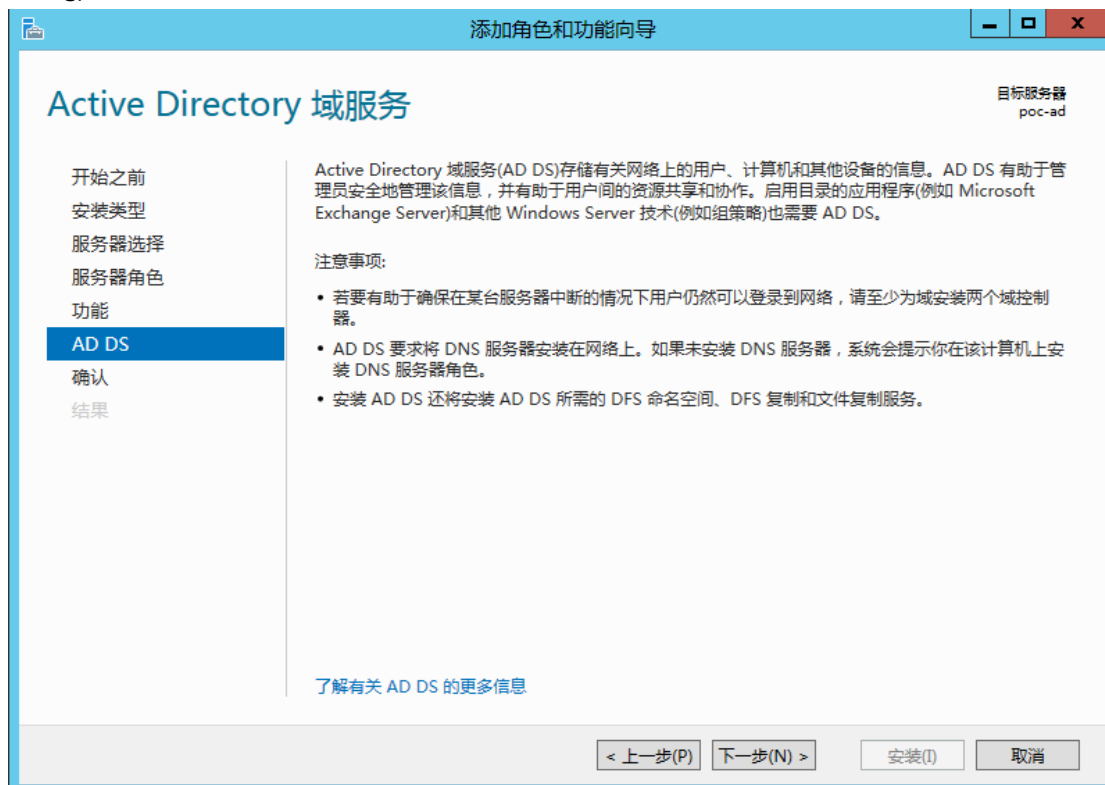 添加角色和功能向导
Active Directory 域服务
目标服务器
poc-ad
开始之前
安装类型
服务器选择
服务器角色
功能
AD DS
确认
结果
Active Directory 域服务(AD DS)存储有关网络上的用户、计算机和其他设备的信息。AD DS 有助于管
理员安全地管理该信息，并有助于用户间的资源共享和协作。启用目录的应用程序(例如 Microsoft
Exchange Server)和其他 Windows Server 技术(例如组策略)也需要 AD DS。
注意事项:
• 若要有助于确保在某台服务器中断的情况下用户仍然可以登录到网络，请至少为域安装两个域控制
器。
• AD DS 要求将 DNS 服务器安装在网络上。如果未安装 DNS 服务器，系统会提示你在该计算机上安
装 DNS 服务器角色。
• 安装 AD DS 还将安装 AD DS 所需的 DFS 命名空间、DFS 复制和文件复制服务。
了解有关 AD DS 的更多信息
< 上一步(P)
下一步(N) >
安装(I)
取消